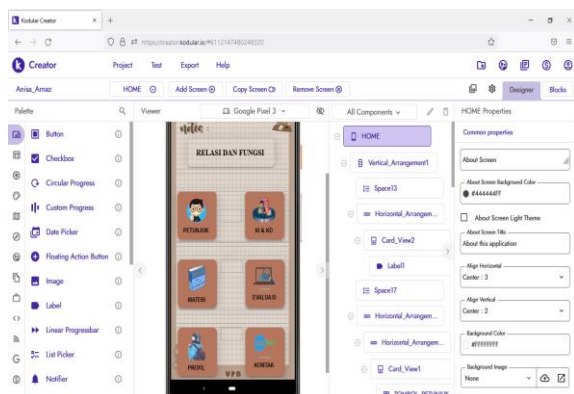 Kodular Creator
https://creator.kodular.io/#6112147480248320
Creator
Project Test Export Help
Anisa_Arnaz
HOME
Add Screen
Copy Screen
Remove Screen
Designer
Blocks
Palette
Button
Checkbox
Circular Progress
Custom Progress
Date Picker
Floating Action Button
Image
Label
Linear Progressbar
List Picker
Notifier
Viewer
Google Pixel 3
notes:
RELASI DAN FUNGSI
PETUNJUK
KI & KD
MATERI
EVALUASI
PROFIL
KONTAK
All Components
HOME
Vertical_Arrangement1
Space13
Horizontal_Arrangem...
Card_View2
Label1
Space17
Horizontal_Arrangem...
Horizontal_Arrangem...
Card_View1
HOME Properties
Common properties
About Screen
About Screen Background Color
#444444FF
About Screen Light Theme
About Screen Title
About this application
Align Horizontal
Center : 3
Align Vertical
Center : 2
Background Color
#FFFFFFFF
Background Image
None